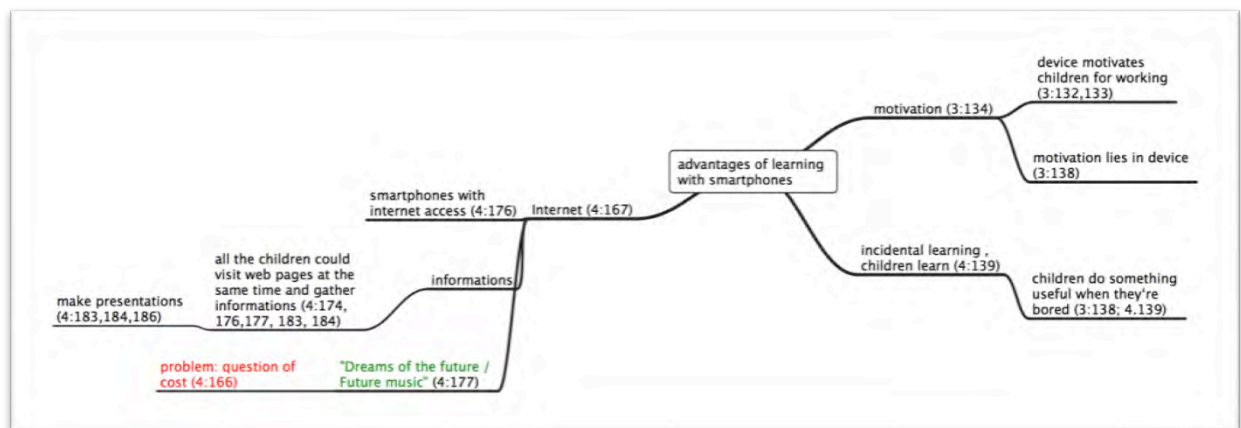 advantages of learning
with smartphones
motivation (3:134)
device motivates
children for working
(3:132,133)
motivation lies in device
(3:138)
incidental learning ,
children learn (4:139)
children do something
useful when they're
bored (3:138; 4.139)
Internet (4:167)
smartphones with
internet access (4:176)
informations
all the children could
visit web pages at the
same time and gather
informations (4:174,
176,177, 183, 184)
make presentations
(4:183,184,186)
"Dreams of the future /
Future music" (4:177)
problem: question of
cost (4:166)